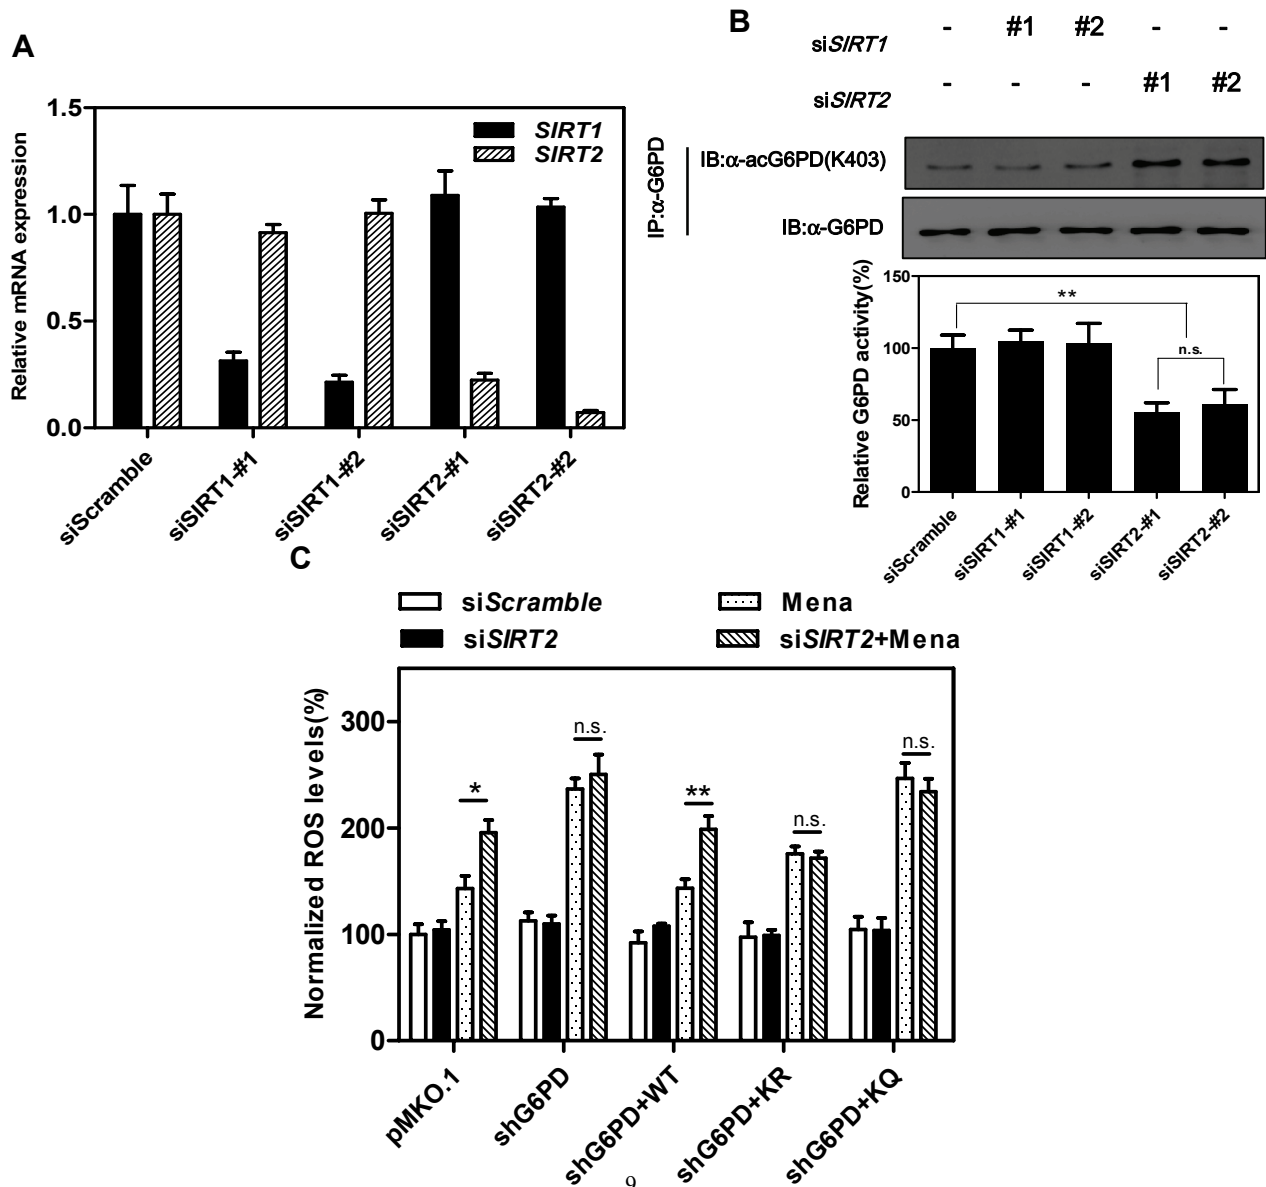 A
1.5
1.0
0.5
0.0
Relative mRNA expression
SIRT1
SIRT2
siScramble
siSIRT1-#1
siSIRT1-#2
siSIRT2-#1
siSIRT2-#2
B
siSIRT1 - #1 #2 - -
siSIRT2 - - - #1 #2
IP:α-G6PD
IB:α-acG6PD(K403)
IB:α-G6PD
Relative G6PD activity(%)
150
100
50
0
**
n.s.
siScramble
siSIRT1-#1
siSIRT1-#2
siSIRT2-#1
siSIRT2-#2
C
siScramble
siSIRT2
Mena
siSIRT2+Mena
Normalized ROS levels(%)
300
200
100
0
*
n.s.
**
n.s.
n.s.
pMKO.1
shG6PD
shG6PD+WT
shG6PD+KR
shG6PD+KQ
9